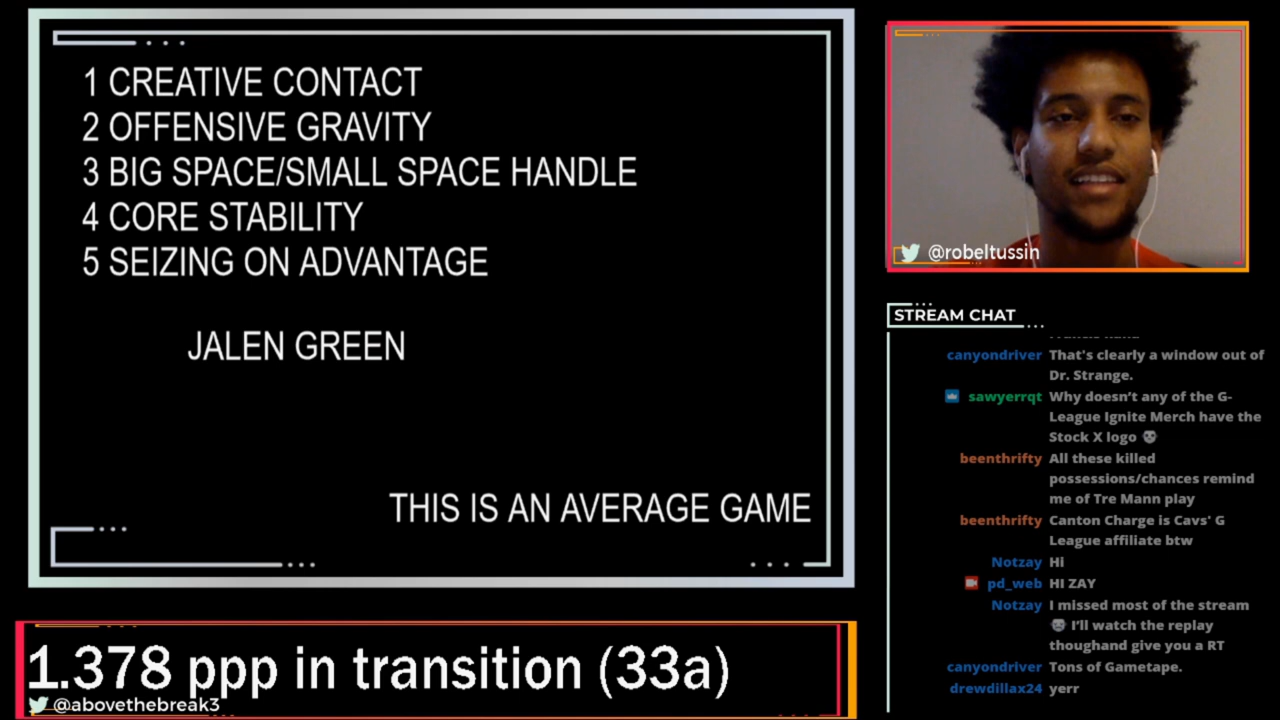 1 CREATIVE CONTACT
2 OFFENSIVE GRAVITY
3 BIG SPACE/SMALL SPACE HANDLE
4 CORE STABILITY
5 SEIZING ON ADVANTAGE
JALEN GREEN
THIS IS AN AVERAGE GAME
1.378 ppp in transition (33a)
@abovethebreak3
@robeltussin
STREAM CHAT
canyondriver That's clearly a window out of
Dr. Strange.
sawyerrqt Why doesn't any of the G-
League Ignite Merch have the
Stock X logo
beenthrifty All these killed
possessions/chances remind
me of Tre Mann play
beenthrifty Canton Charge is Cavs' G
League affiliate btw
Notzay Hi
pd_web HI ZAY
Notzay I missed most of the stream
I'll watch the replay
thoughand give you a RT
canyondriver Tons of Gametape.
drewdillax24 yerr